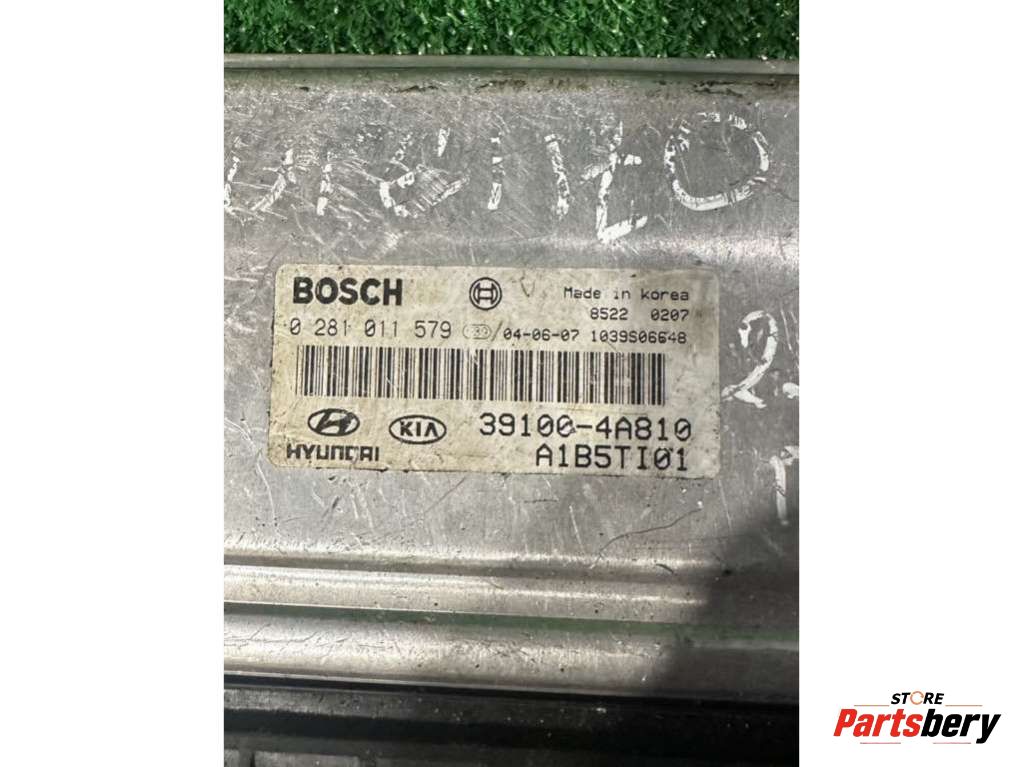 BOSCH
Made in Korea
8522 0207
0 281 011 579
/04-06-07 1039S06648
HYUNDAI
KIA
39100-4A810
A1B5TI01
2.
STORE
Partsbery